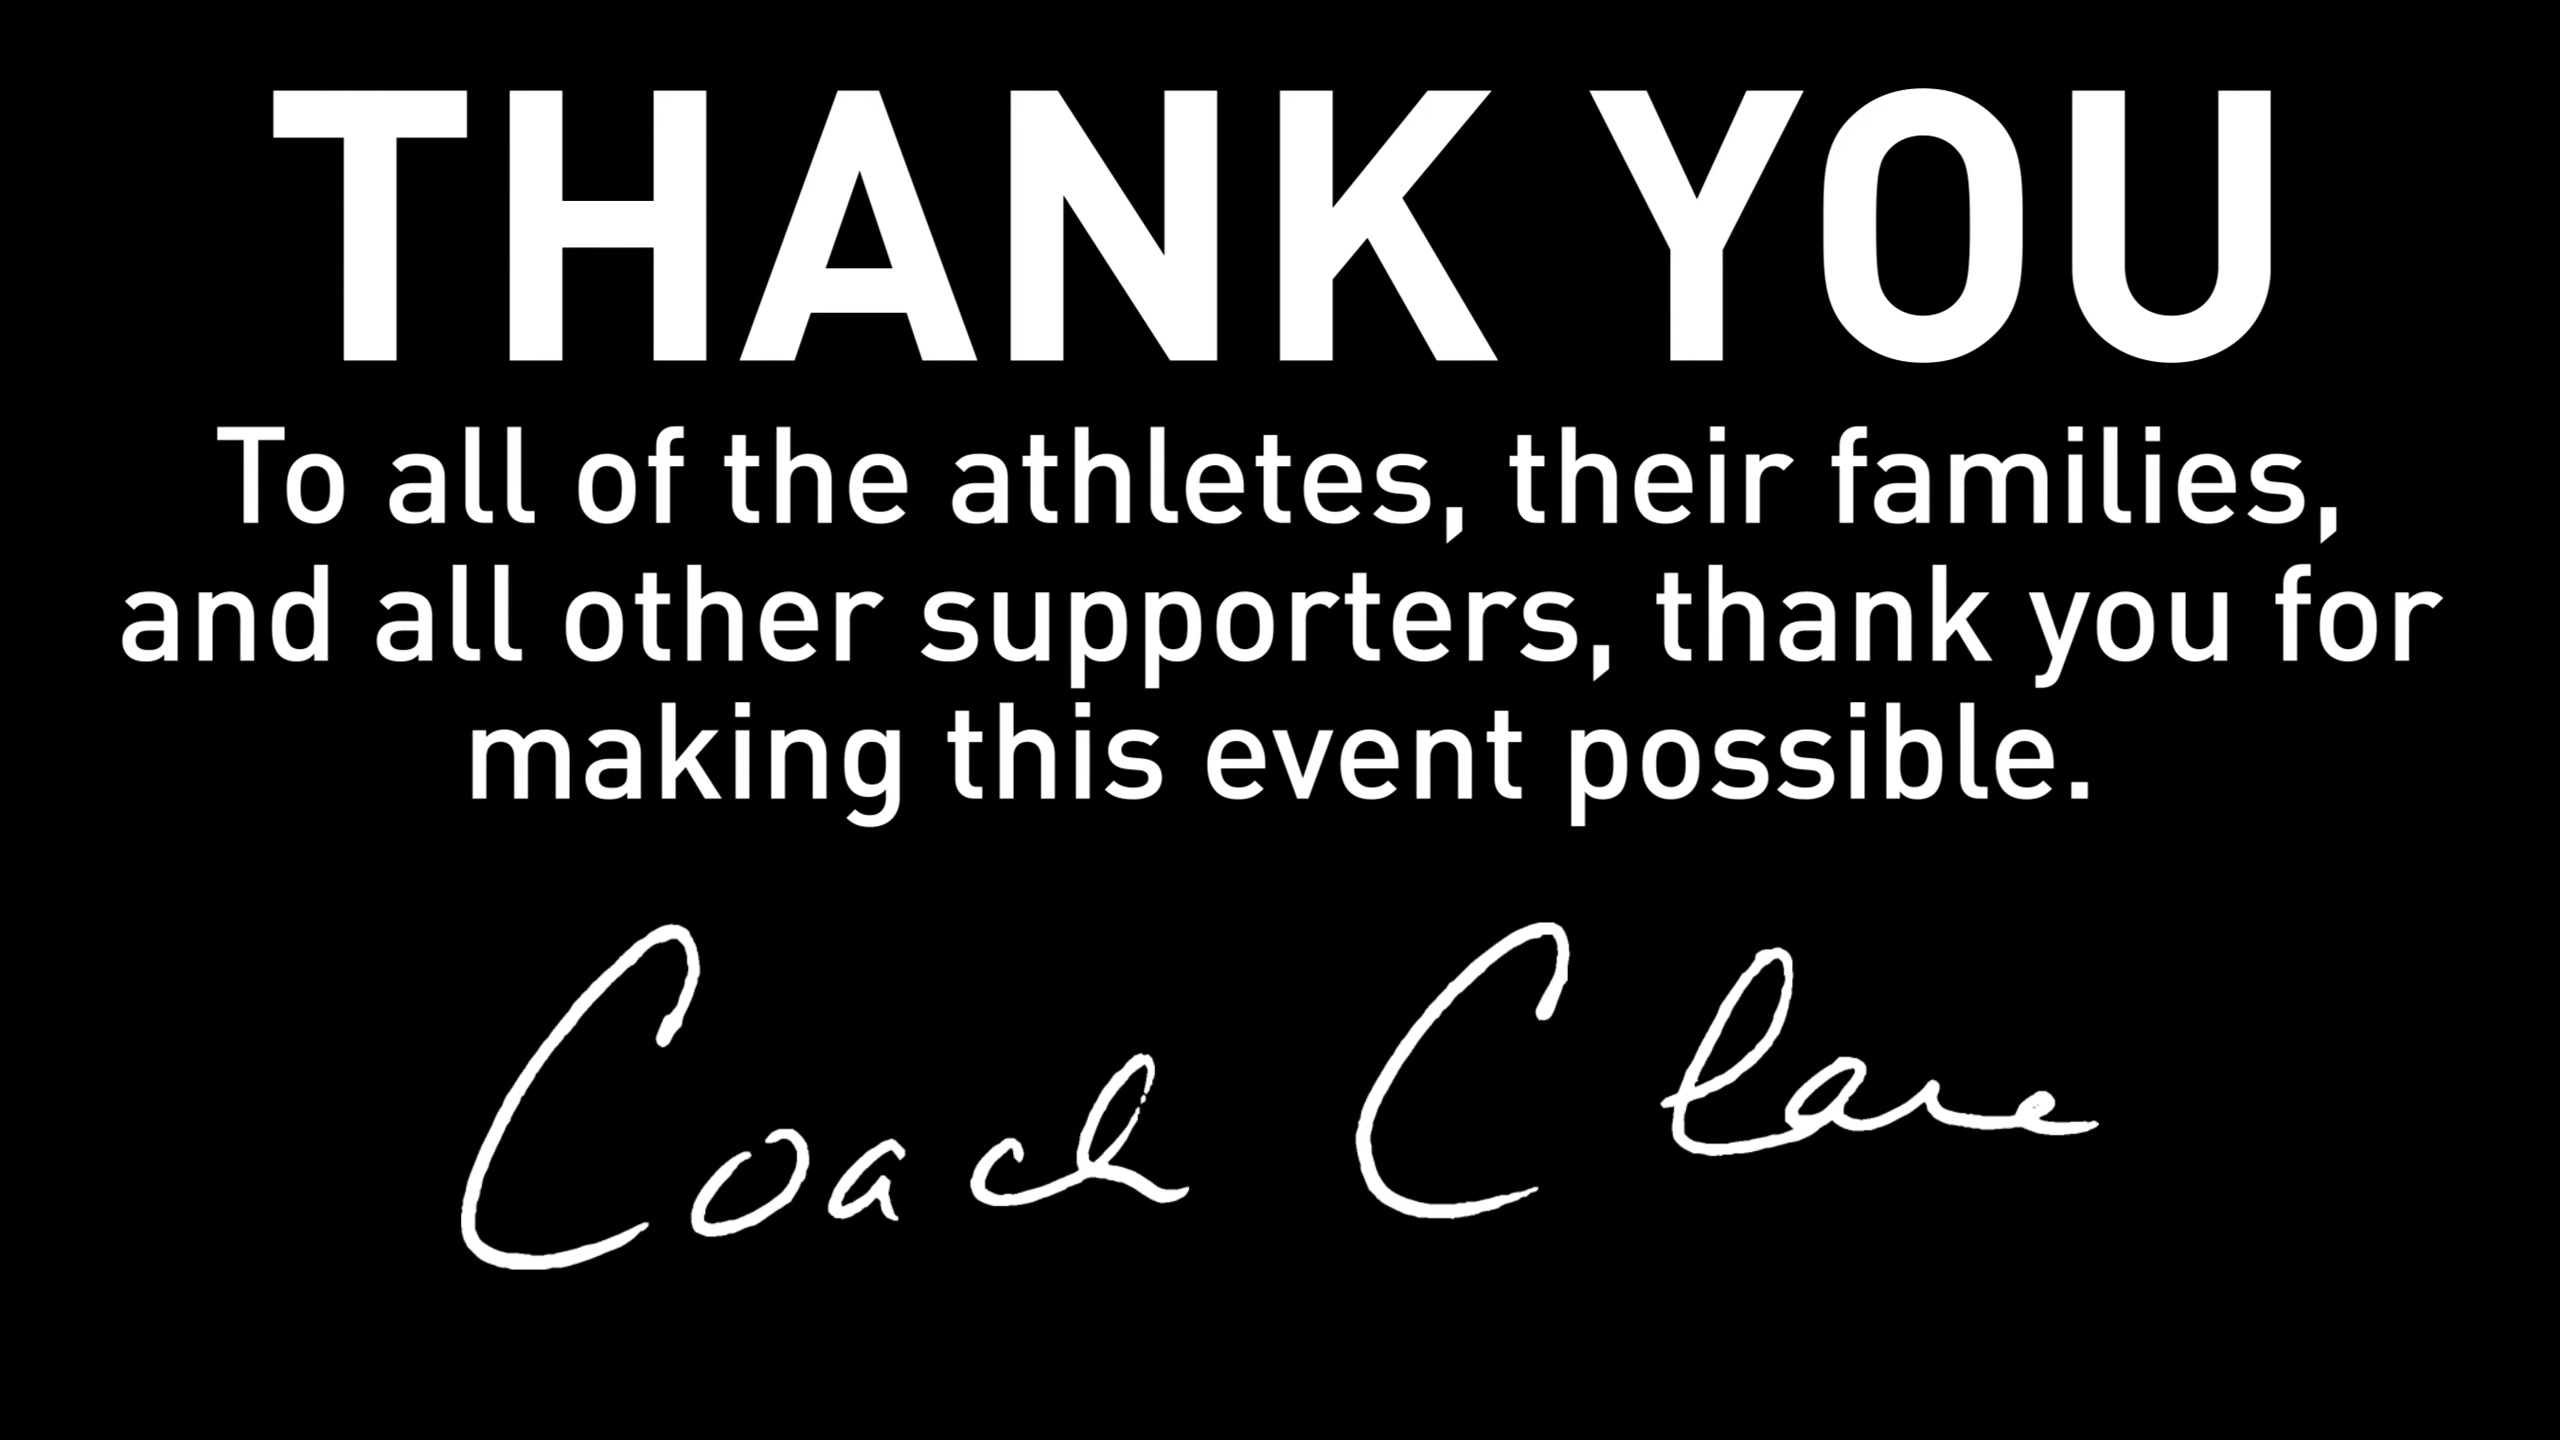 THANK YOU
To all of the athletes, their families,
and all other supporters, thank you for
making this event possible.
Coach Clare